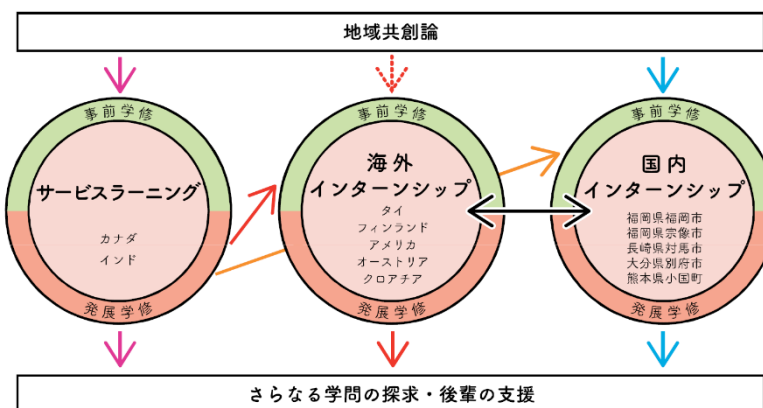 地域共創論
事前学修
サービスラーニング
カナダ
インド
発展学修
事前学修
海外
インターンシップ
タイ
フィンランド
アメリカ
オーストリア
クロアチア
発展学修
事前学修
国内
インターンシップ
福岡県福岡市
福岡県宗像市
長崎県対馬市
大分県別府市
熊本県小国町
発展学修
さらなる学問の探求・後輩の支援